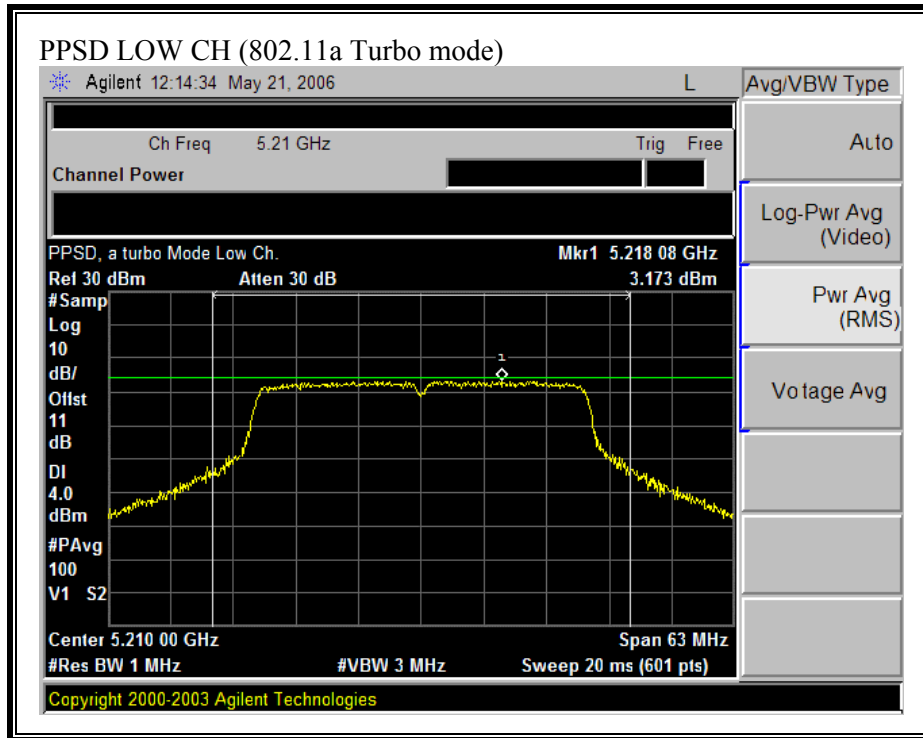 PPSD LOW CH (802.11a Turbo mode)
Agilent 12:14:34 May 21, 2006 L
Avg/VBW Type
Ch Freq 5.21 GHz Trig Free
Channel Power
Auto
Log-Pwr Avg
(Video)
Pwr Avg
(RMS)
Votage Avg
PPSD, a turbo Mode Low Ch. Mkr1 5.218 08 GHz
Ref 30 dBm Atten 30 dB 3.173 dBm
#Samp
Log
10
dB/
Offst
11
dB
DI
4.0
dBm
#PAvg
100
V1 S2
1
Center 5.210 00 GHz Span 63 MHz
#Res BW 1 MHz #VBW 3 MHz Sweep 20 ms (601 pts)
Copyright 2000-2003 Agilent Technologies